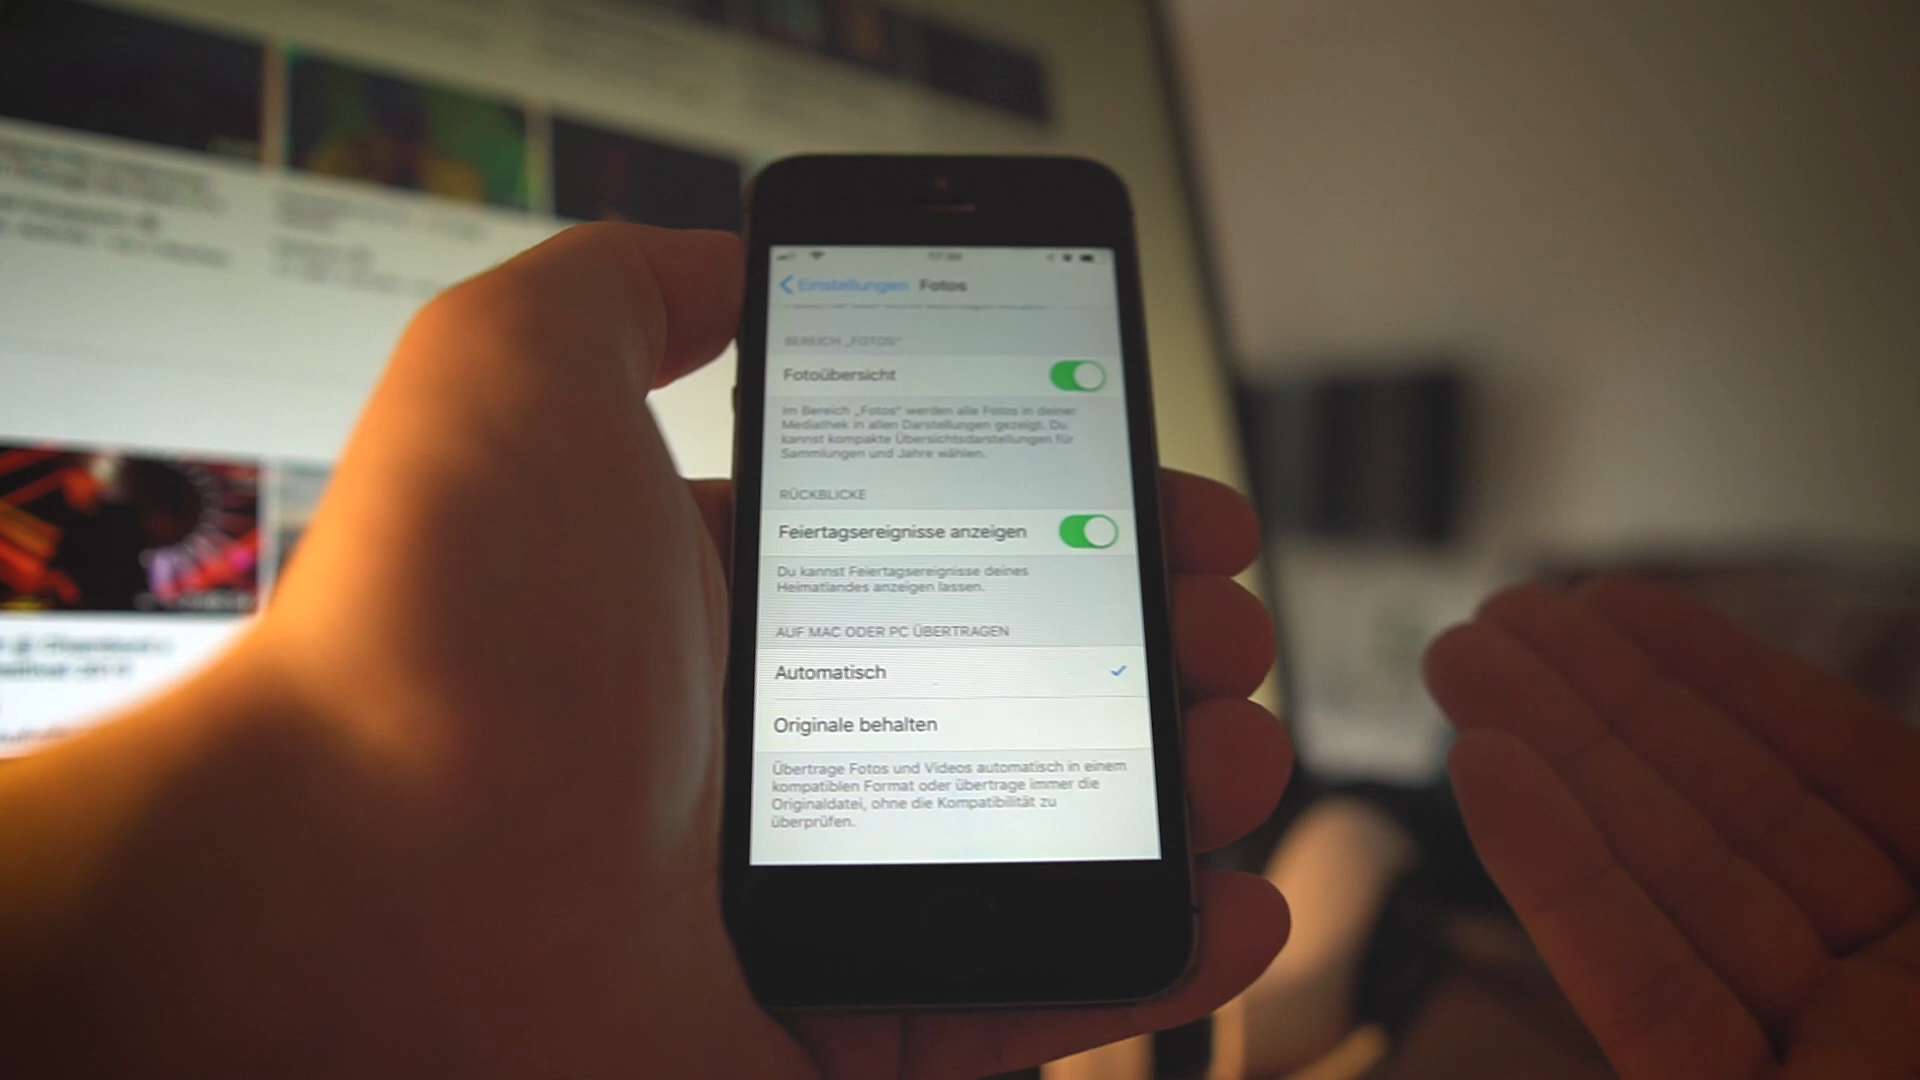 Einstellungen Fotos
BEREICH „FOTOS“
Fotoübersicht
Im Bereich „Fotos“ werden alle Fotos in deiner
Mediathek in allen Darstellungen gezeigt. Du
kannst kompakte Übersichtsdarstellungen für
Sammlungen und Jahre wählen.
RÜCKBLICKE
Feiertagsereignisse anzeigen
Du kannst Feiertagsereignisse deines
Heimatlandes anzeigen lassen.
AUF MAC ODER PC ÜBERTRAGEN
Automatisch
Originale behalten
Übertrage Fotos und Videos automatisch in einem
kompatiblen Format oder übertrage immer die
Originaldatei, ohne die Kompatibilität zu
überprüfen.